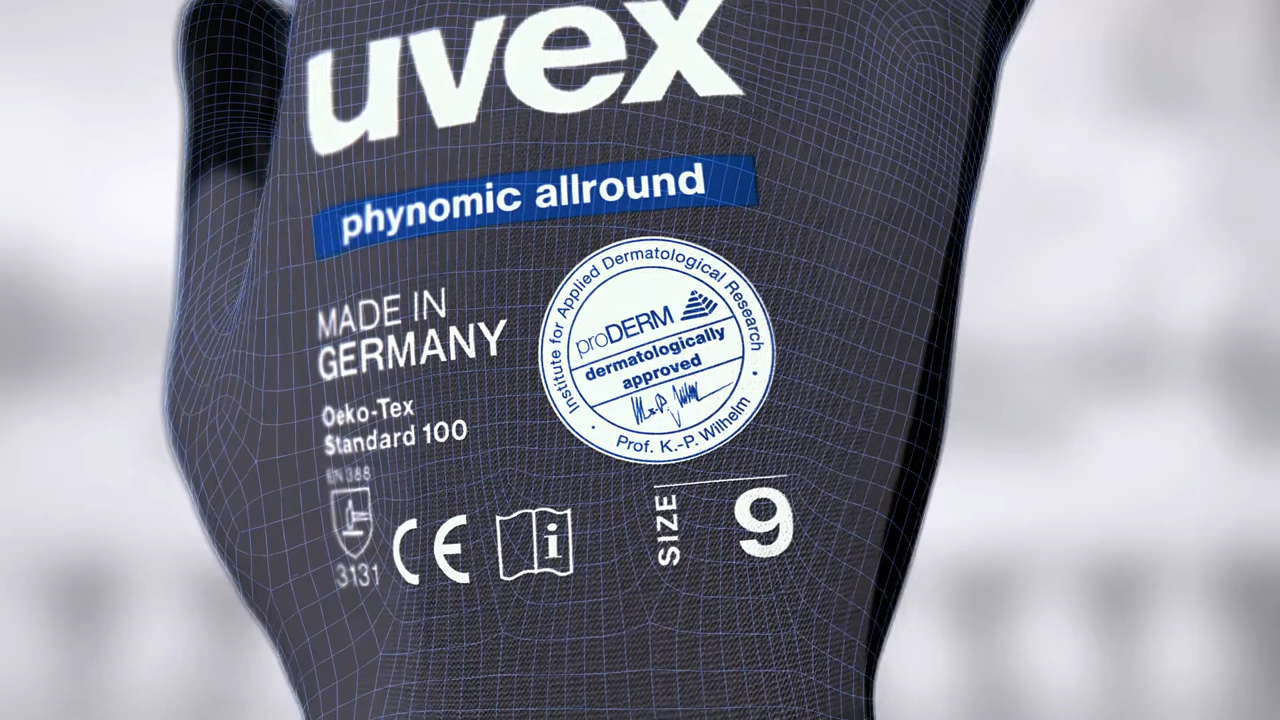 uvex
phynomic allround
MADE IN
GERMANY
Oeko-Tex
Standard 100
EN 388
3131
CE
i
Institute for Applied Dermatological Research
proDERM
dermatologically
approved
Prof. K.-P. Wilhelm
SIZE 9